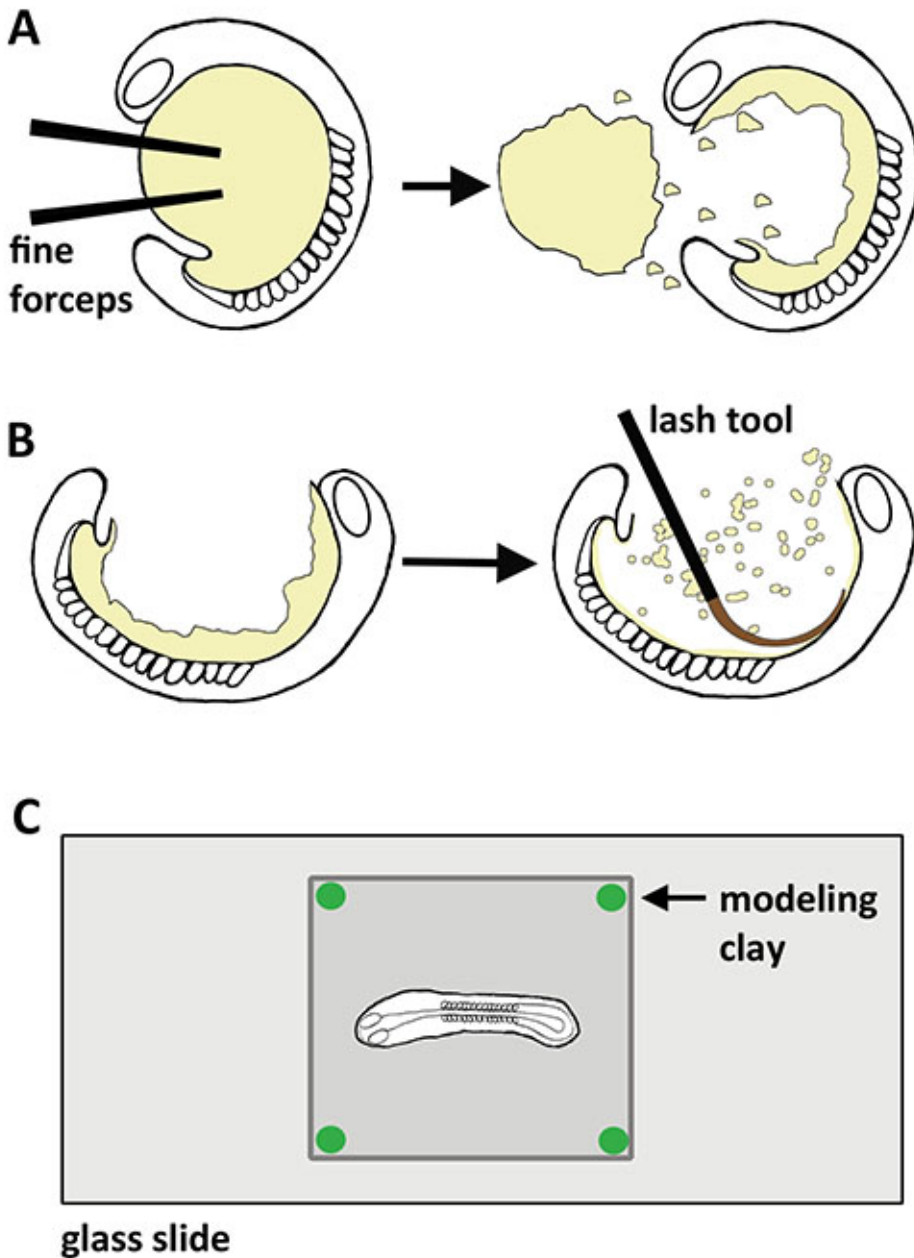 A
fine
forceps
B
lash tool
C
modeling
clay
glass slide